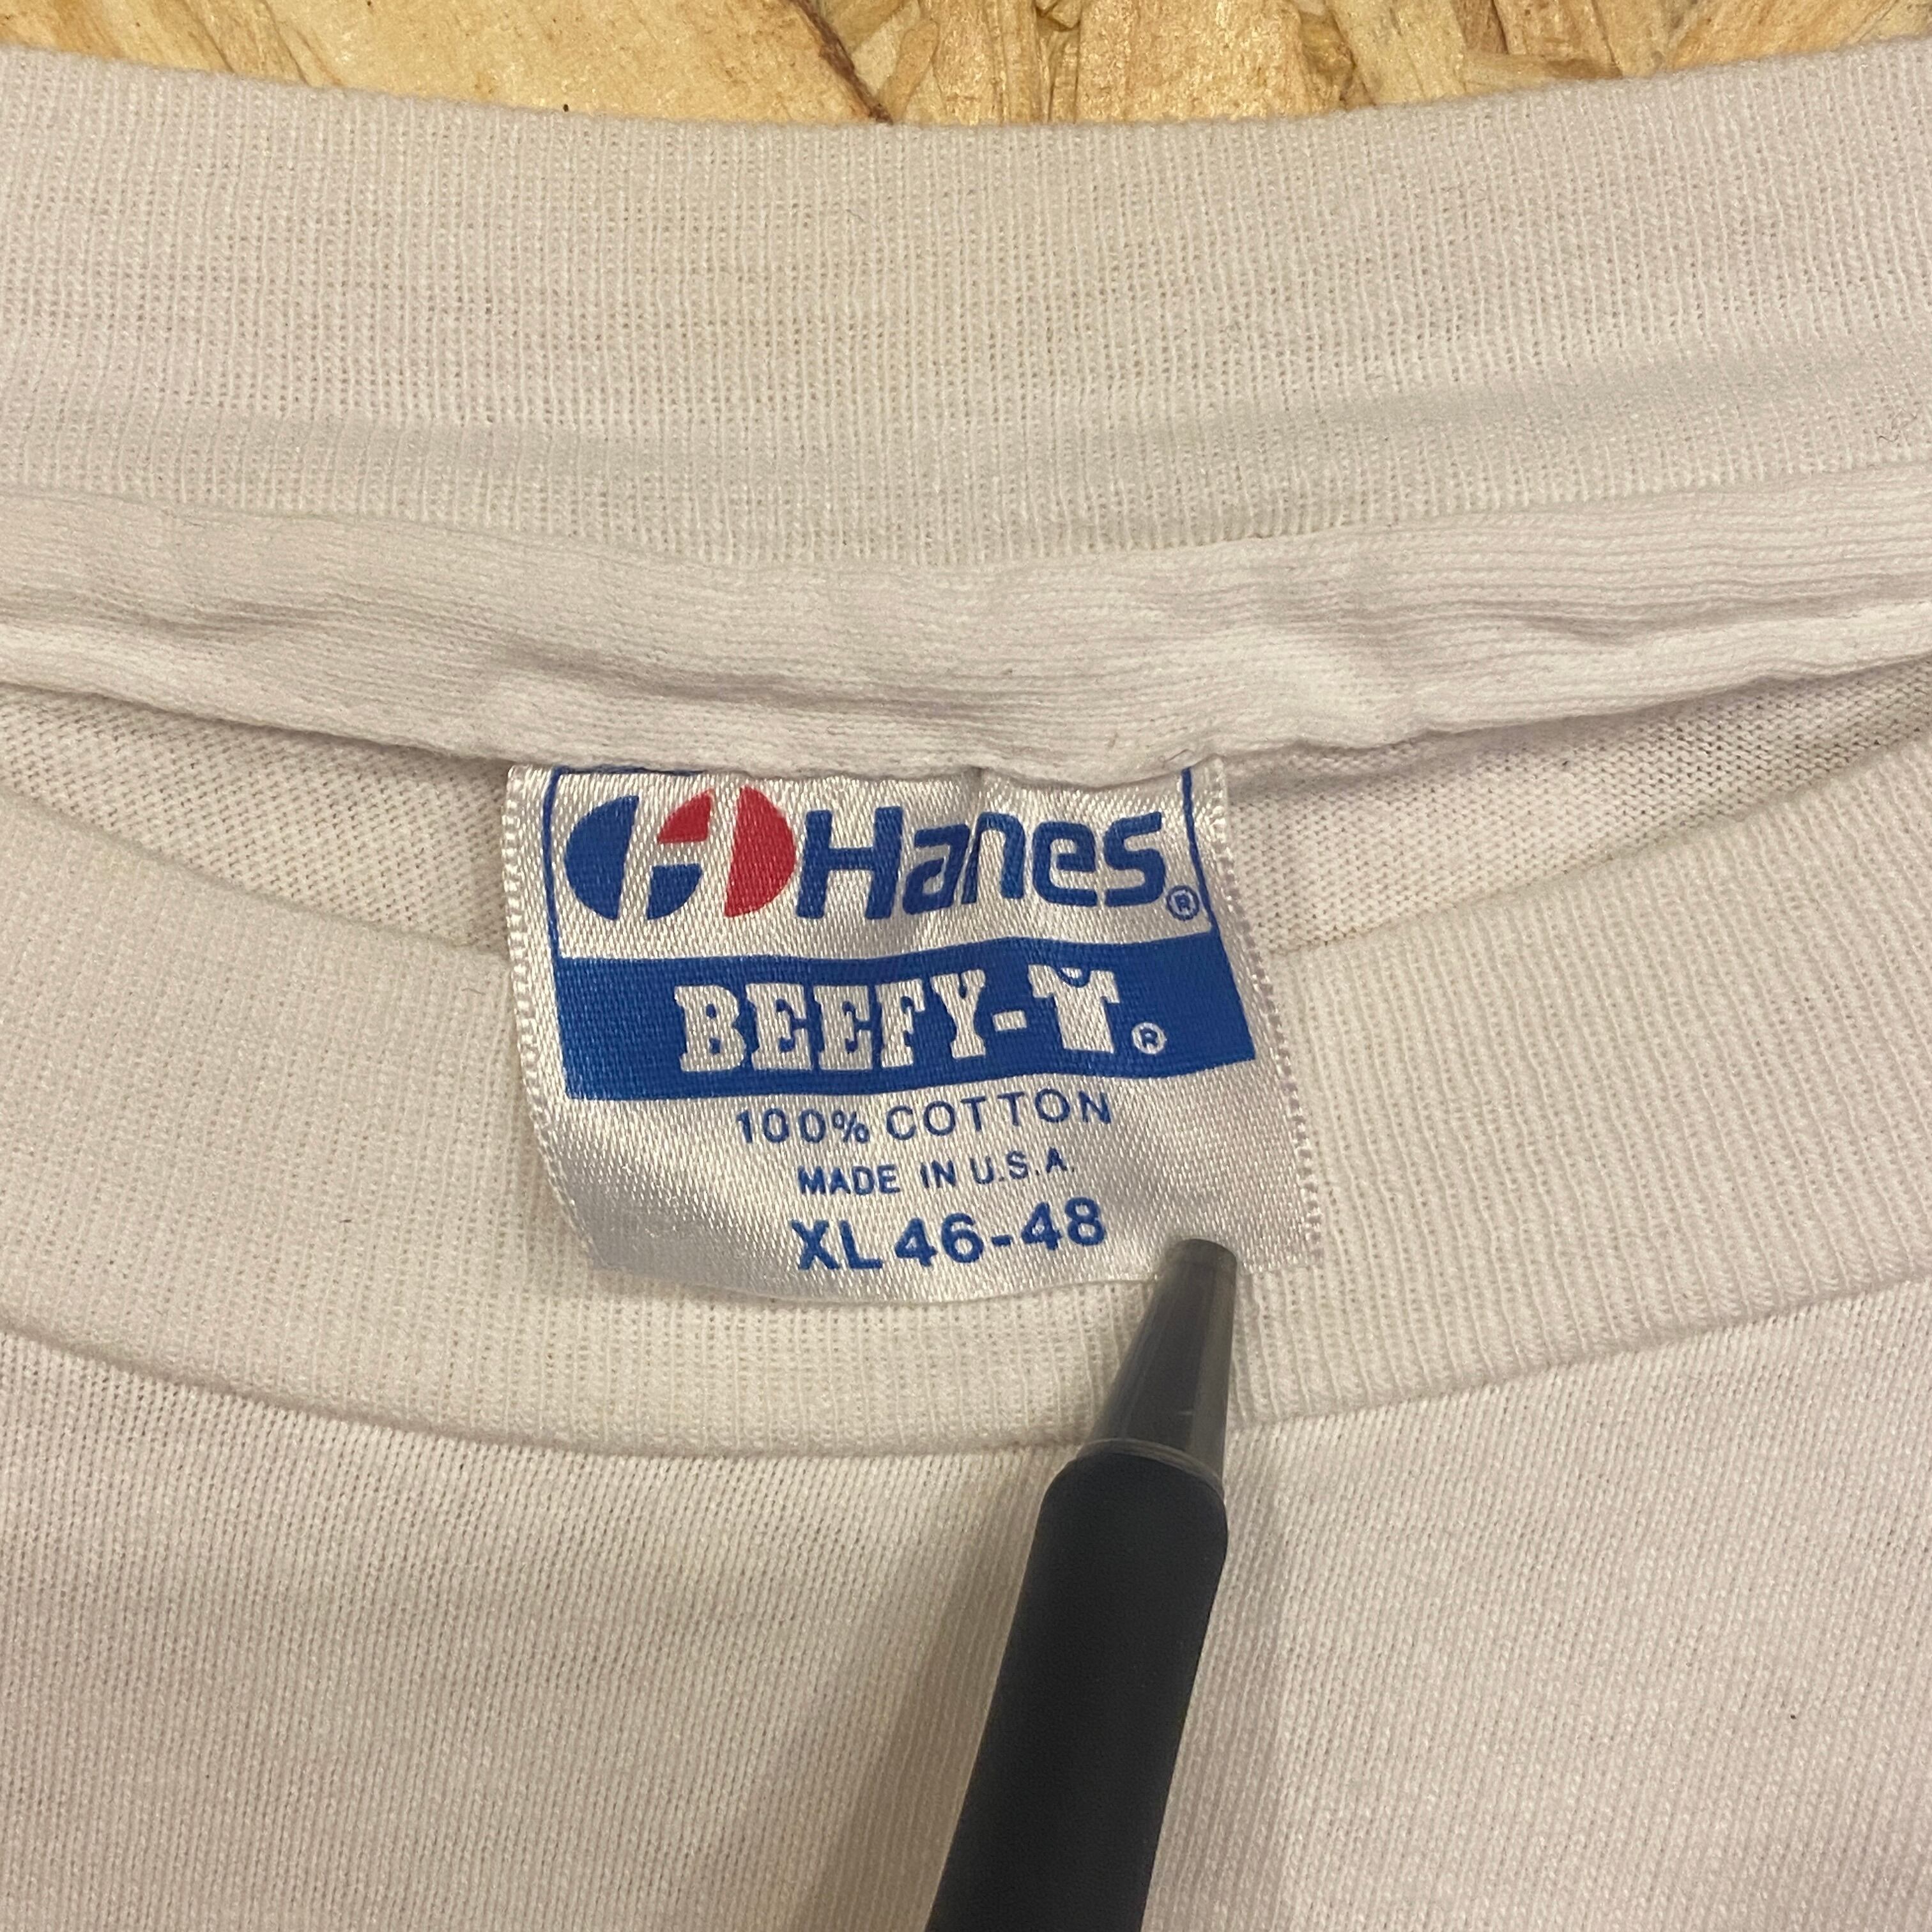 Hanes®
BEEFY-T®
100% COTTON
MADE IN U.S.A.
XL 46-48